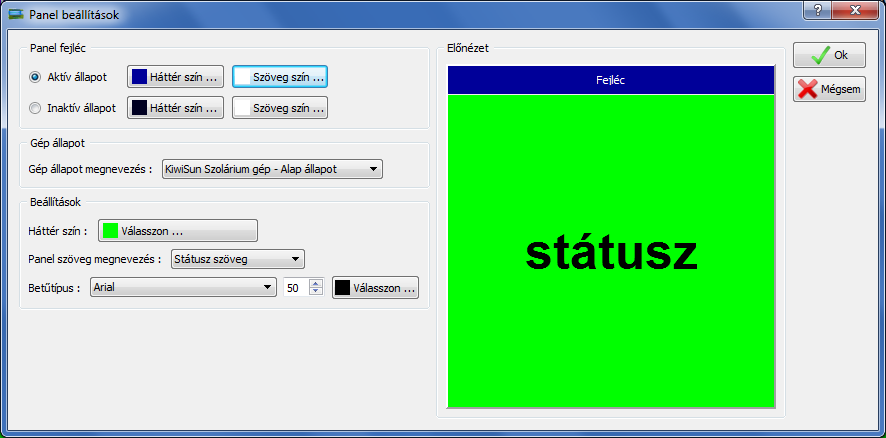 Panel beállítások
Panel fejléc
Aktív állapot
Háttér szín ...
Szöveg szín ...
Inaktív állapot
Háttér szín ...
Szöveg szín ...
Gép állapot
Gép állapot megnevezés :
KiwiSun Szolárium gép - Alap állapot
Beállítások
Háttér szín :
Válasszon ...
Panel szöveg megnevezés :
Státusz szöveg
Betűtípus :
Arial
50
Válasszon ...
Előnézet
Fejléc
státusz
Ok
Mégsem